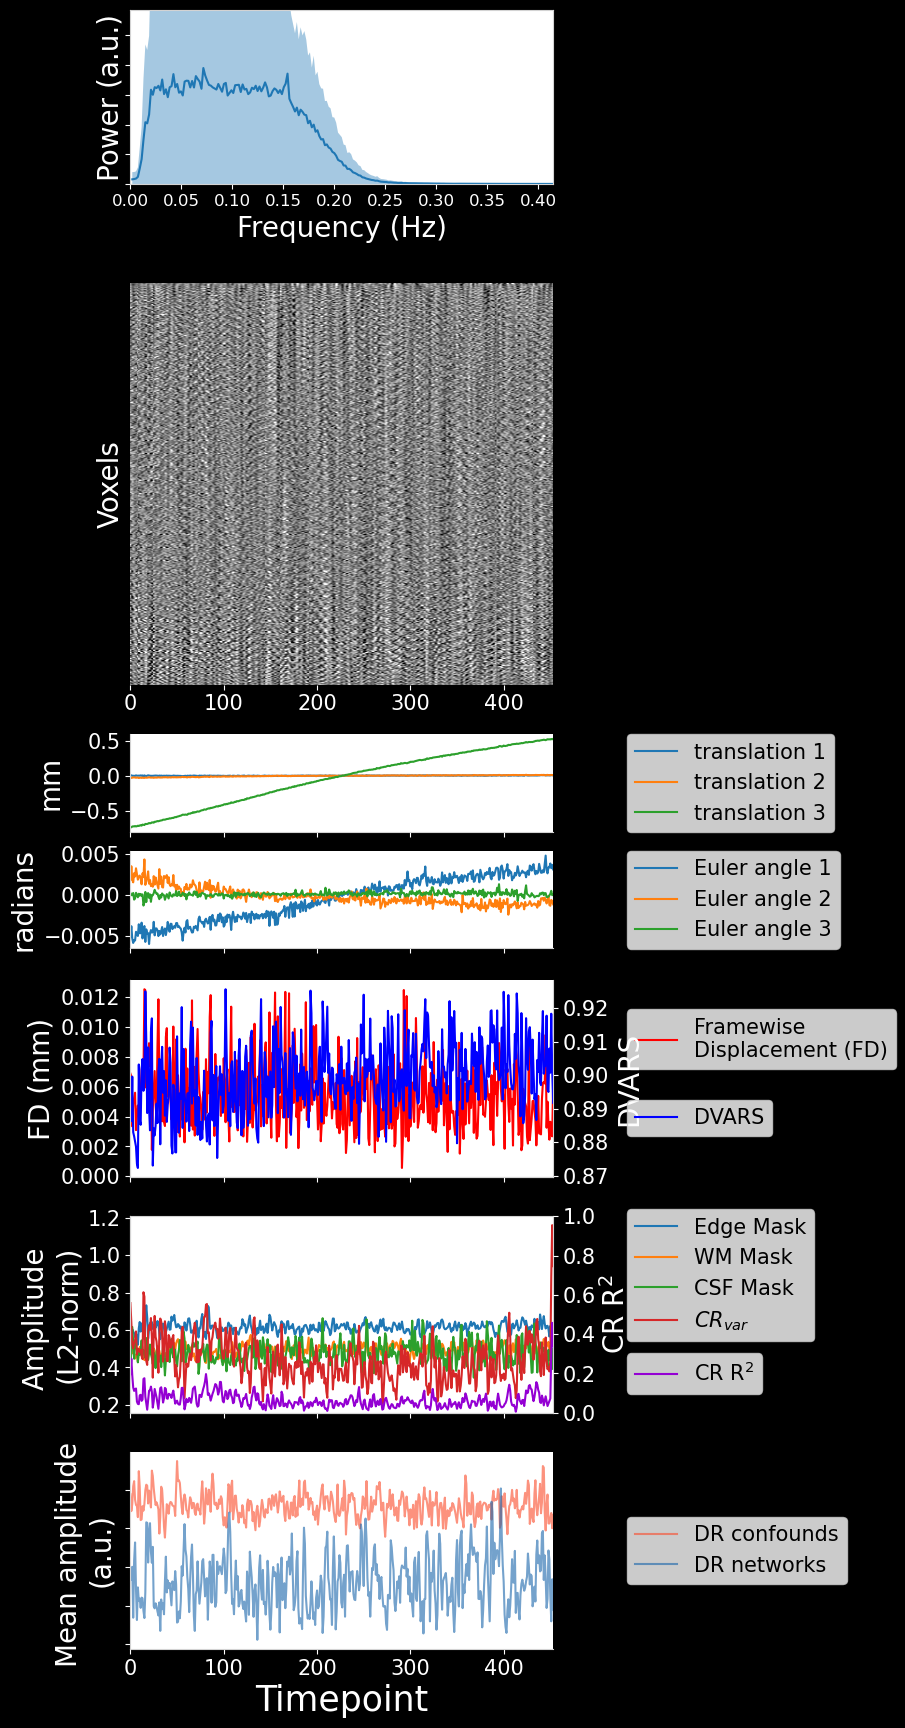 Power (a.u.)
0.00 0.05 0.10 0.15 0.20 0.25 0.30 0.35 0.40
Frequency (Hz)
Voxels
0 100 200 300 400
mm
0.5
0.0
−0.5
translation 1
translation 2
translation 3
radians
0.005
0.000
−0.005
Euler angle 1
Euler angle 2
Euler angle 3
FD (mm)
0.012
0.010
0.008
0.006
0.004
0.002
0.000
0.92
0.91
0.90
0.89
0.88
0.87
DVARS
Framewise
Displacement (FD)
DVARS
Amplitude
(L2-norm)
1.2
1.0
0.8
0.6
0.4
0.2
1.0
0.8
0.6
0.4
0.2
0.0
CR R²
Edge Mask
WM Mask
CSF Mask
CRvar
CR R²
Mean amplitude
(a.u.)
DR confounds
DR networks
0 100 200 300 400
Timepoint